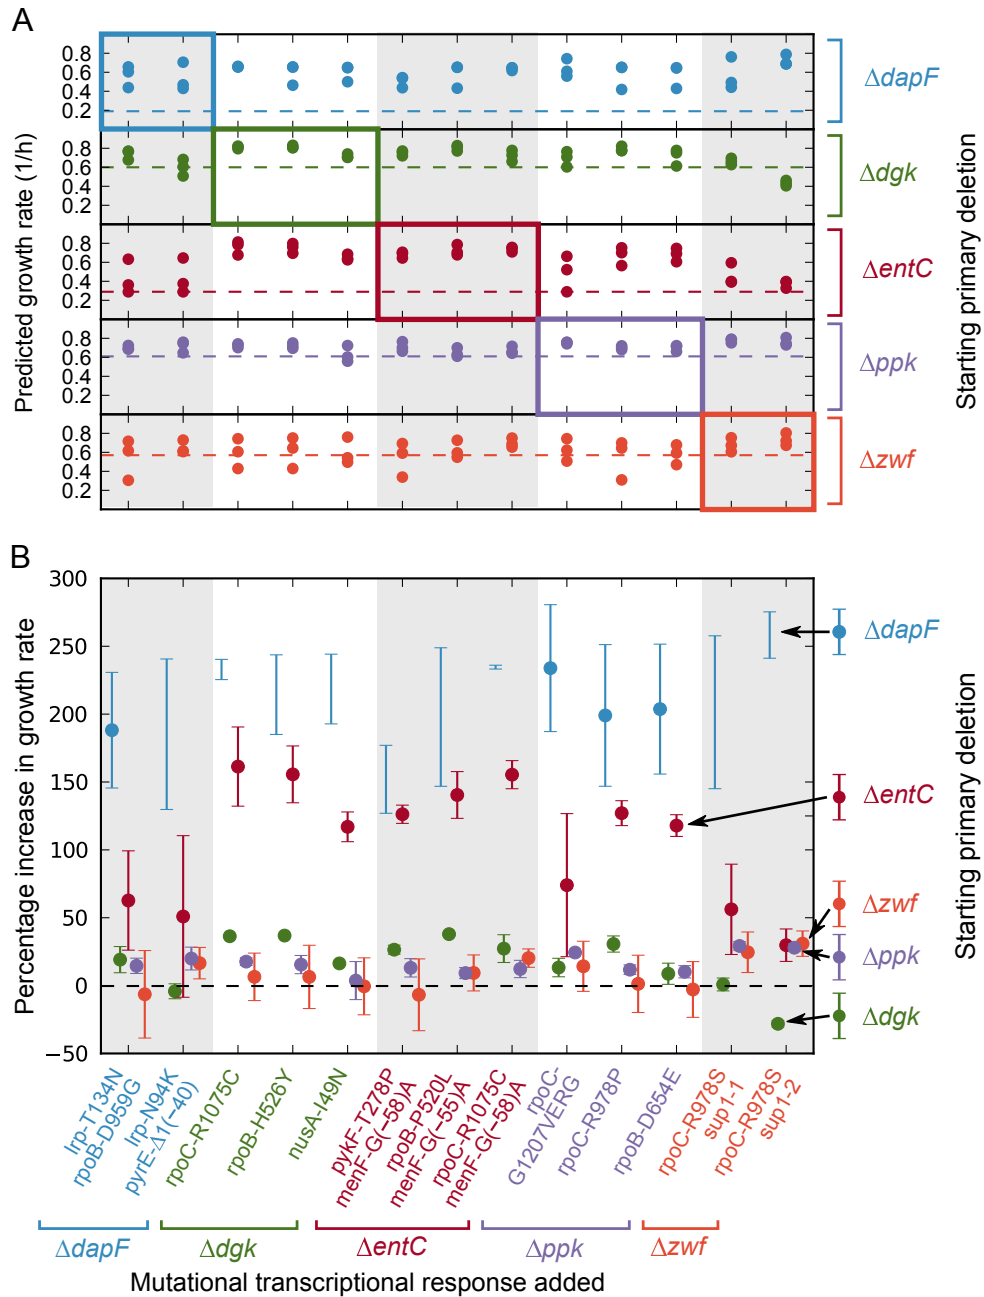 A
Predicted growth rate (1/h)
0.8
0.6
0.4
0.2
ΔdapF
0.8
0.6
0.4
0.2
Δdgk
0.8
0.6
0.4
0.2
ΔentC
0.8
0.6
0.4
0.2
Δppk
0.8
0.6
0.4
0.2
Δzwf
Starting primary deletion
B
Percentage increase in growth rate
300
250
200
150
100
50
0
−50
ΔdapF
ΔentC
Δzwf
Δppk
Δdgk
Starting primary deletion
lrp-T134N
rpoB-D959G
lrp-N94K
pyrE-Δ1(−40)
rpoC-R1075C
rpoB-H526Y
nusA-I49N
pykF-T278P
menF-G(−58)A
rpoB-P520L
menF-G(−55)A
rpoC-R1075C
menF-G(−58)A
rpoC-
G1207VERG
rpoC-R978P
rpoB-D654E
rpoC-R978S
sup1-1
rpoC-R978S
sup1-2
ΔdapF
Δdgk
ΔentC
Δppk
Δzwf
Mutational transcriptional response added